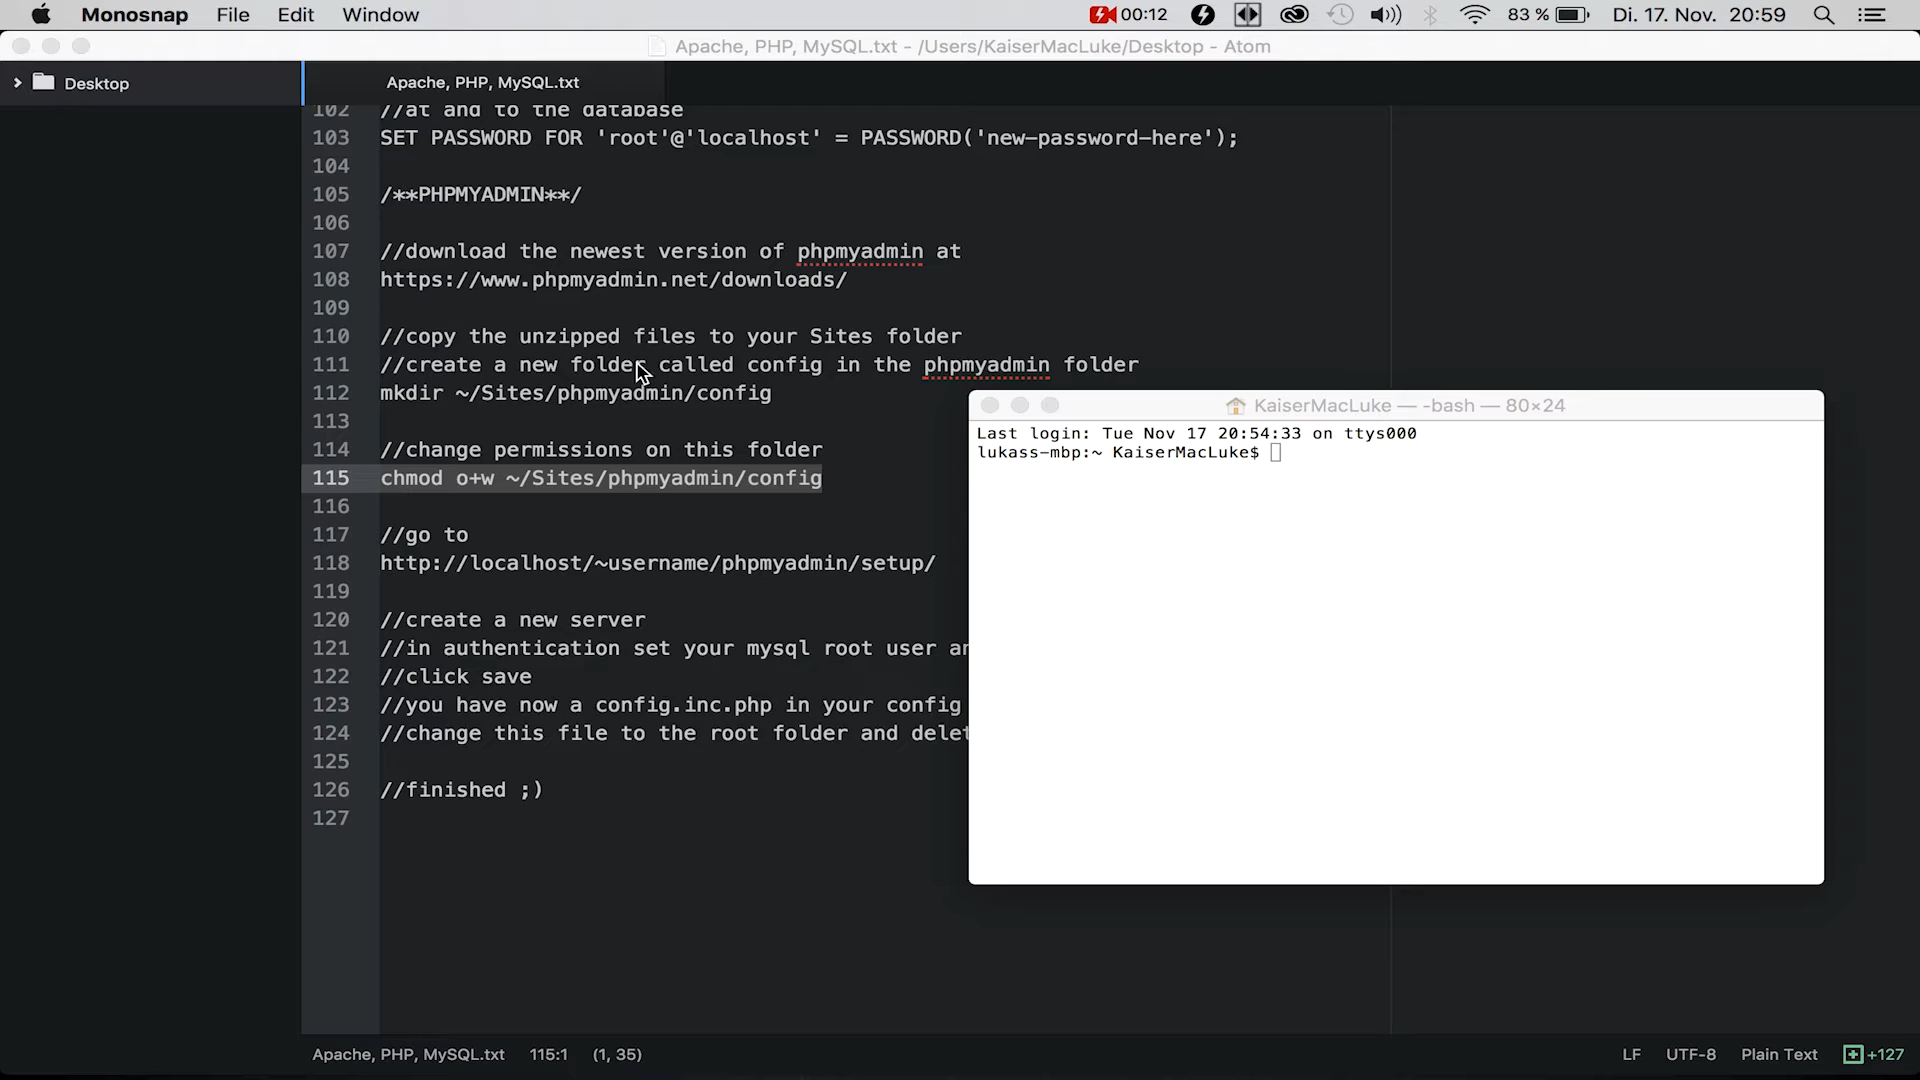 Monosnap File Edit Window 00:12 83 % Di. 17. Nov. 20:59
Apache, PHP, MySQL.txt - /Users/KaiserMacLuke/Desktop - Atom
Desktop
Apache, PHP, MySQL.txt
102 //at and to the database
103 SET PASSWORD FOR 'root'@'localhost' = PASSWORD('new-password-here');
104
105 /**PHPMYADMIN**/
106
107 //download the newest version of phpmyadmin at
108 https://www.phpmyadmin.net/downloads/
109
110 //copy the unzipped files to your Sites folder
111 //create a new folder called config in the phpmyadmin folder
112 mkdir ~/Sites/phpmyadmin/config
113
114 //change permissions on this folder
115 chmod o+w ~/Sites/phpmyadmin/config
116
117 //go to
118 http://localhost/~username/phpmyadmin/setup/
119
120 //create a new server
121 //in authentication set your mysql root user
122 //click save
123 //you have now a config.inc.php in your config
124 //change this file to the root folder and
125
126 //finished ;)
127
KaiserMacLuke — -bash — 80×24
Last login: Tue Nov 17 20:54:33 on ttys000
lukass-mbp:~ KaiserMacLuke$
Apache, PHP, MySQL.txt 115:1 (1, 35) LF UTF-8 Plain Text +127